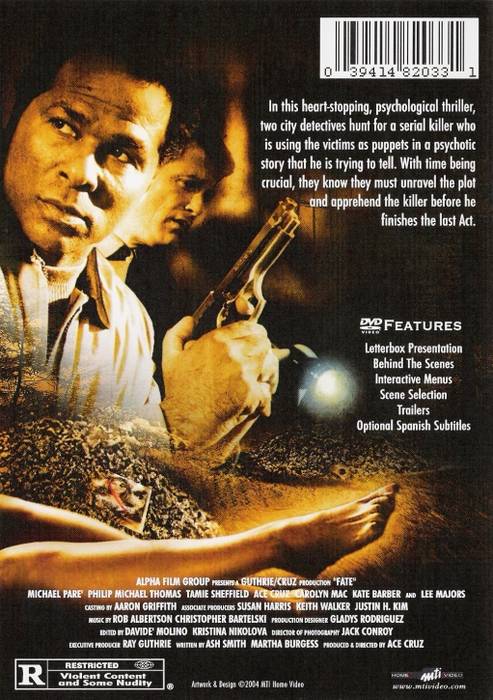 0 39414 82033 1
In this heart-stopping, psychological thriller,
two city detectives hunt for a serial killer who
is using the victims as puppets in a psychotic
story that he is trying to tell. With time being
crucial, they know they must unravel the plot
and apprehend the killer before he
finishes the last Act.
DVD VIDEO FEATURES
Letterbox Presentation
Behind The Scenes
Interactive Menus
Scene Selection
Trailers
Optional Spanish Subtitles
ALPHA FILM GROUP PRESENTS A GUTHRIE/CRUZ PRODUCTION "FATE"
MICHAEL PARE' PHILIP MICHAEL THOMAS TAMIE SHEFFIELD ACE CRUZ CAROLYN MAC KATE BARBER AND LEE MAJORS
CASTING BY AARON GRIFFITH ASSOCIATE PRODUCERS SUSAN HARRIS KEITH WALKER JUSTIN H. KIM
MUSIC BY ROB ALBERTSON CHRISTOPHER BARTELSKI PRODUCTION DESIGNER GLADYS RODRIGUEZ
EDITED BY DAVIDE' MOLINO KRISTINA NIKOLOVA DIRECTOR OF PHOTOGRAPHY JACK CONROY
EXECUTIVE PRODUCER RAY GUTHRIE WRITTEN BY ASH SMITH MARTHA BURGESS PRODUCED & DIRECTED BY ACE CRUZ
R RESTRICTED
Violent Content
and Some Nudity
®
Artwork & Design ©2004 MTI Home Video
HOME mti VIDEO
www.mtivideo.com